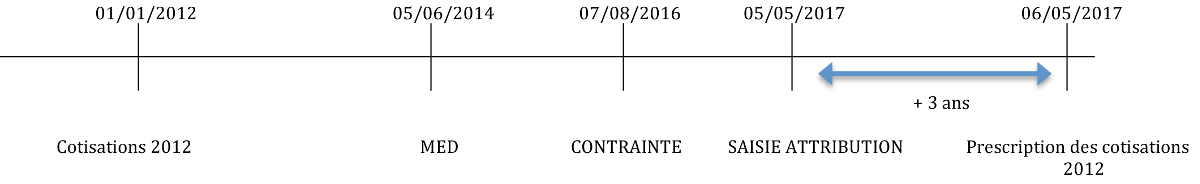 01/01/2012 05/06/2014 07/08/2016 05/05/2017 06/05/2017
+ 3 ans
Cotisations 2012 MED CONTRAINTE SAISIE ATTRIBUTION Prescription des cotisations
2012